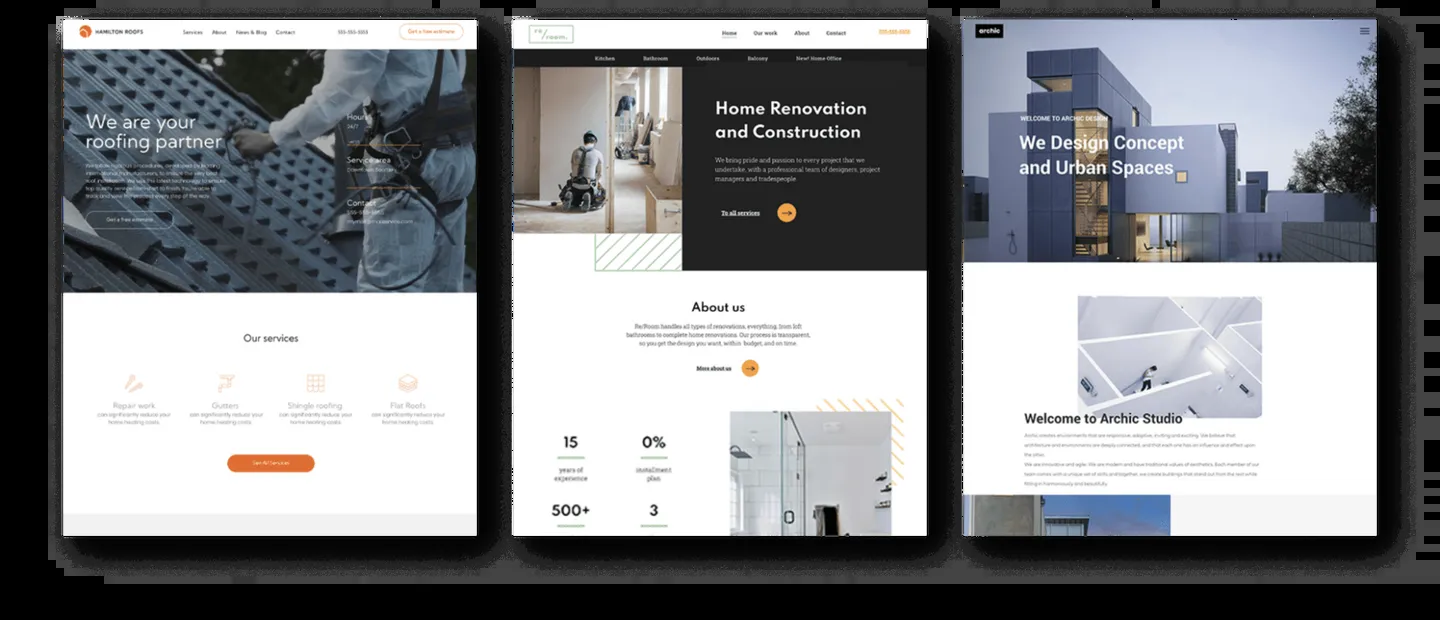 HAMILTON ROOFS
Services About News & Blog Contact
555-555-5555
Get a free estimate
We are your
roofing partner
Get a free estimate
Hours
24/7
Service area
Contact
Our services
Repair work
can significantly reduce your
home heating costs.
Gutters
can significantly reduce your
home heating costs.
Shingle roofing
can significantly reduce your
home heating costs.
Flat Roofs
can significantly reduce your
home heating costs.
See All Services
re/
room.
Home Our work About Contact
555-555-5555
Kitchen Bathroom Outdoors Balcony New! Home Office
Home Renovation
and Construction
We bring pride and passion to every project that we
undertake, with a professional team of designers, project
managers and tradespeople
To all services
About us
Re/Room handles all types of renovations, everything, from loft
bathrooms to complete home renovations. Our process is transparent,
so you get the design you want, within budget, and on time.
More about us
15
years of
experience
0%
installment
plan
500+
3
archic
WELCOME TO ARCHIC DESIGN
We Design Concept
and Urban Spaces
Welcome to Archic Studio
Archic creates environments that are responsive, adaptive, inviting and exciting. We believe that
architecture and environments are deeply connected, and that each one has an influence and effect upon
the other.
We are innovative and agile. We are modern and have traditional values of aesthetics. Each member of our
team comes with a unique set of skills and together, we create buildings that stand out from the rest while
fitting in harmoniously and beautifully.